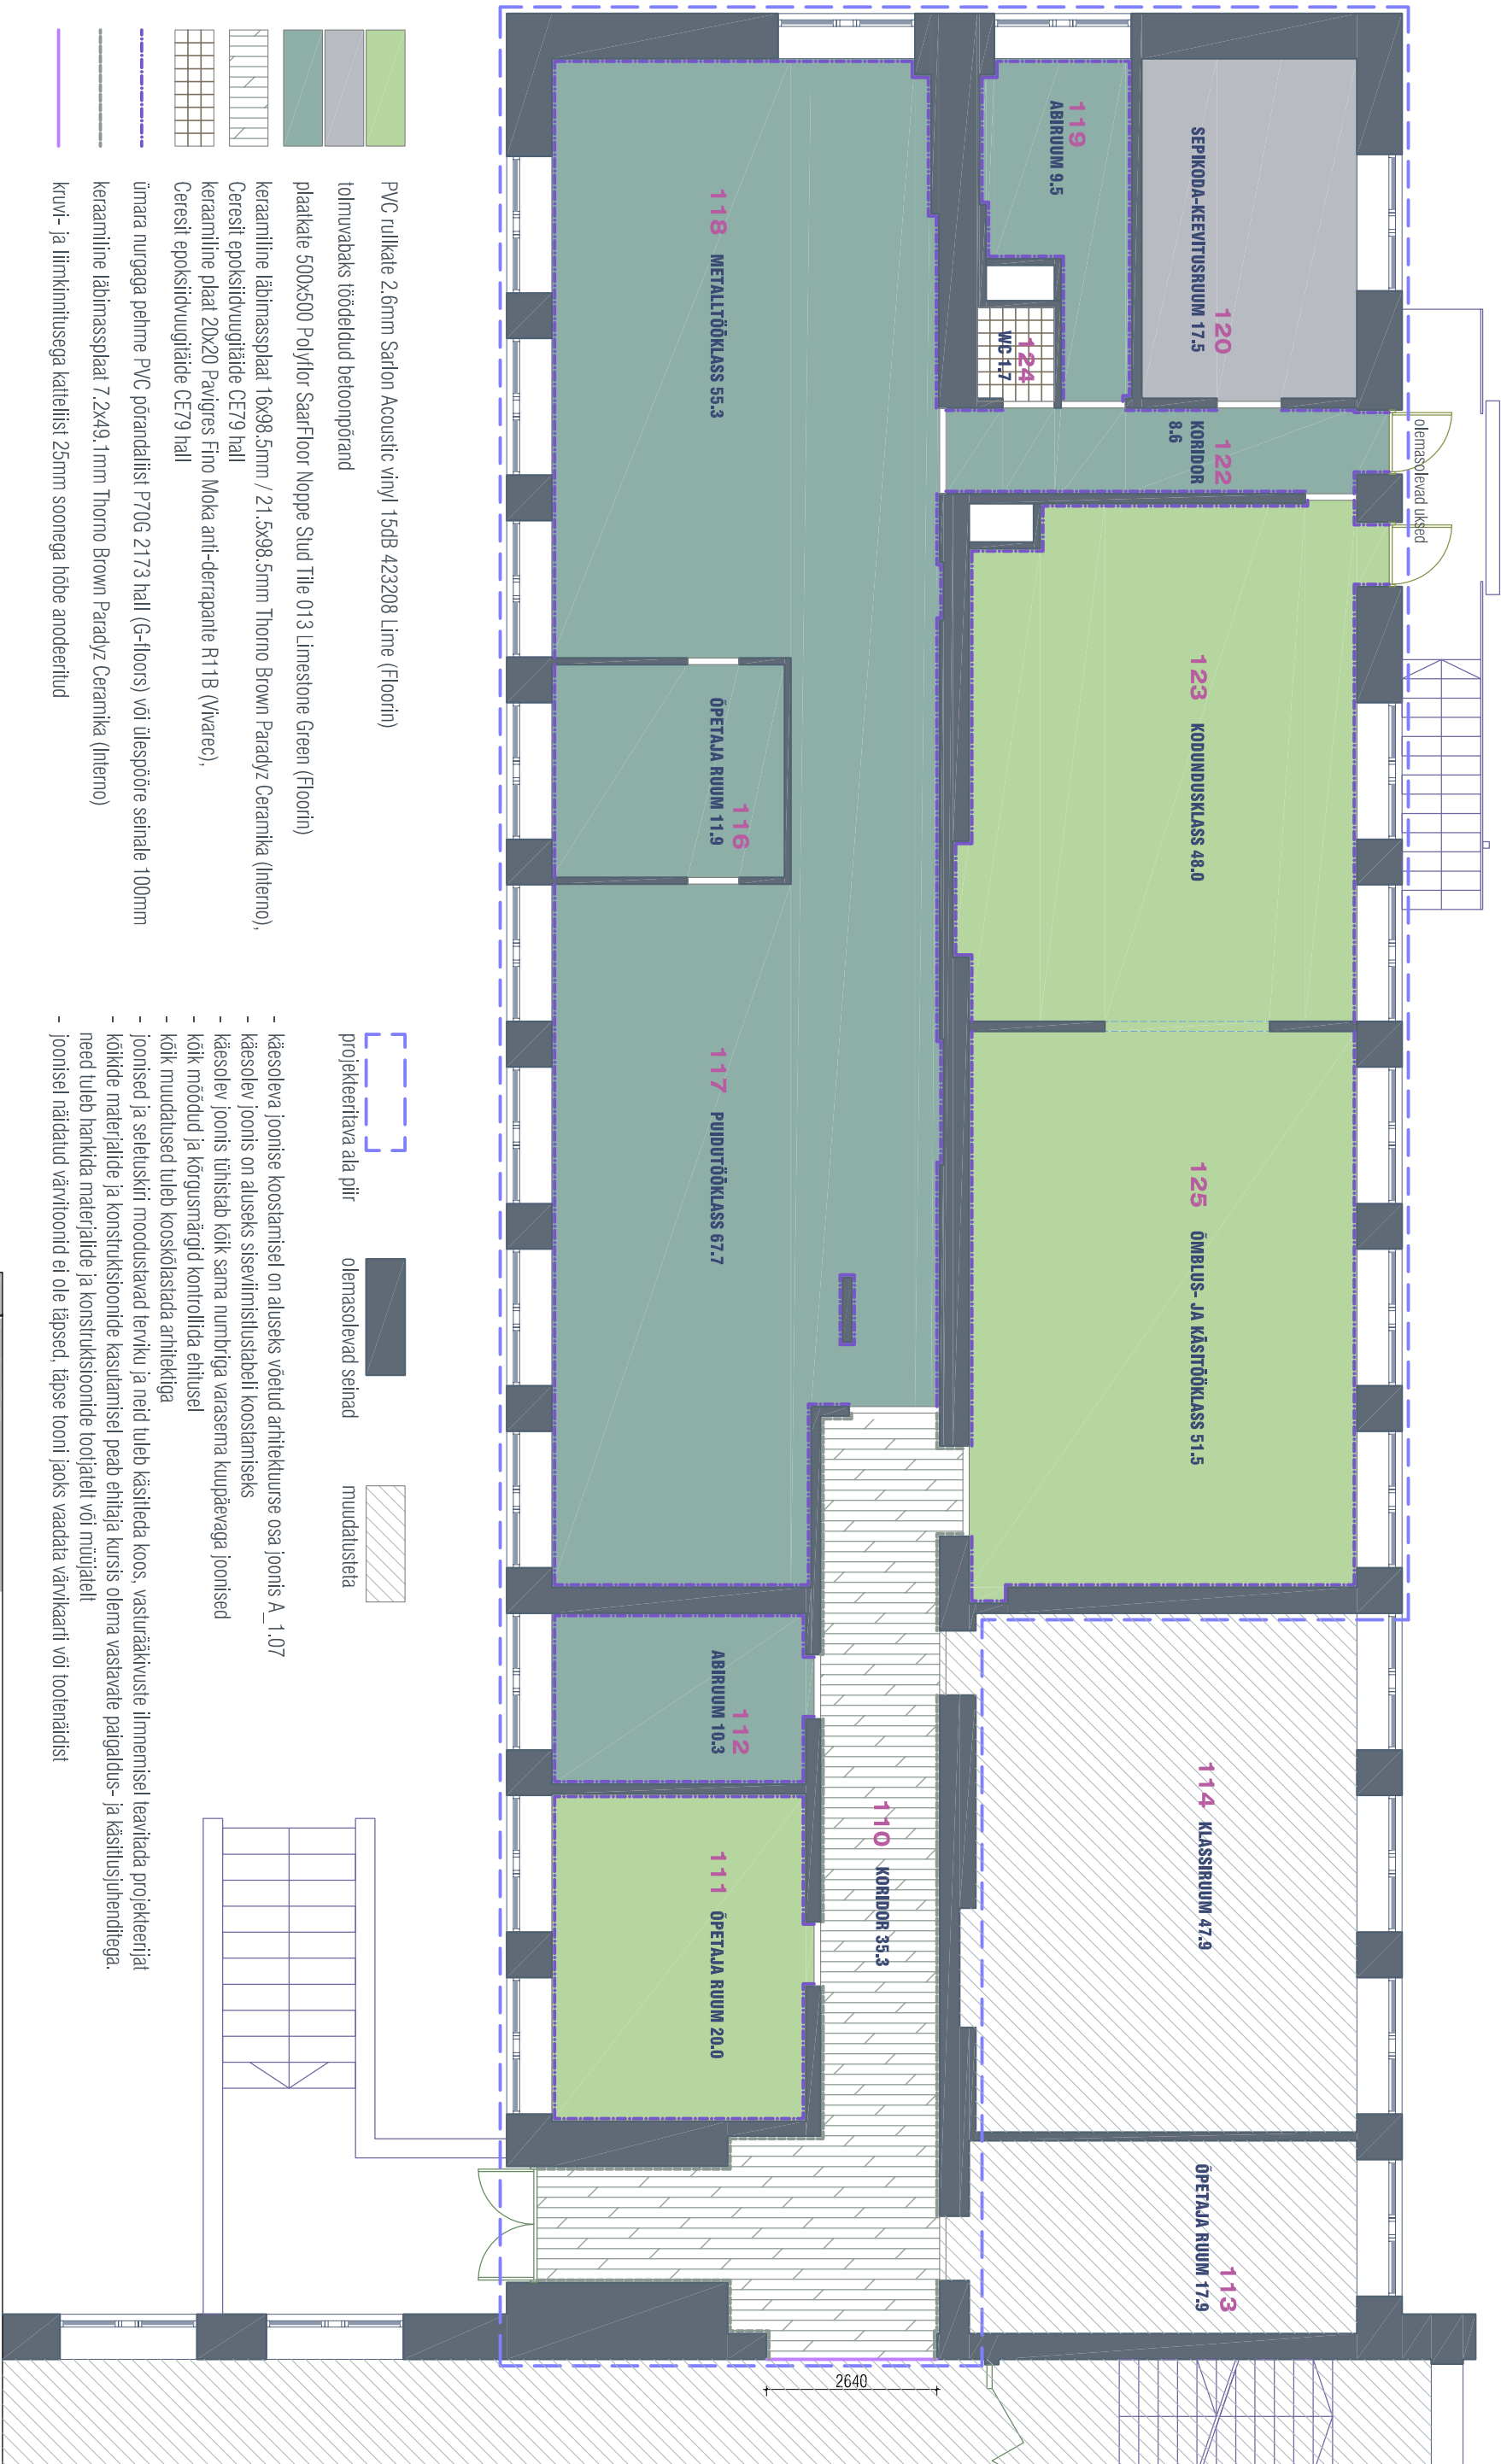 119
ABIRUUM 9.5
SEPIKODA-KEEVITUSRUUM 17.5
120
124
WC 1.7
122
KORIDOR
8.6
olemasolevad uksed
123 KODUNDUSKLASS 48.0
125 ÕMBLUS- JA KÄSITÖÖKLASS 51.5
114 KLASSIRUUM 47.9
113
ÕPETAJA RUUM 17.9
118 METALLTÖÖKLASS 55.3
116
ÕPETAJA RUUM 11.9
117 PUIDUTÖÖKLASS 67.7
112
ABIRUUM 10.3
110
KORIDOR 35.3
111 ÕPETAJA RUUM 20.0
2640
PVC rullkate 2.6mm Sarlon Acoustic vinyl 15dB 423208 Lime (Floorin)
tolmuvabaks töödeldud betoonpõrand
plaatkate 500x500 Polyflor SaarFloor Noppe Stud Tile 013 Limestone Green (Floorin)
keraamiline läbimassplaat 16x98.5mm / 21.5x98.5mm Thorno Brown Paradyz Ceramika (Interno),
Ceresit epoksiidvuugitäide CE79 hall
keraamiline plaat 20x20 Pavigres Fino Moka anti-derrapante R11B (Vivarec),
Ceresit epoksiidvuugitäide CE79 hall
ümara nurgaga pehme PVC põrandaliist P70G 2173 hall (G-floors) või ülespööre seinale 100mm
keraamiline läbimassplaat 7.2x49.1mm Thorno Brown Paradyz Ceramika (Interno)
kruvi- ja liimkinnitusega katteliist 25mm soonega hõbe anodeeritud
projekteeritava ala piir
olemasolevad seinad
muudatusteta
- käesoleva joonise koostamisel on aluseks võetud arhitektuurse osa joonis A_1.07
- käesolev joonis on aluseks siseviimistlustabeli koostamiseks
- käesolev joonis tühistab kõik sama numbriga varasema kuupäevaga joonised
- kõik mõõdud ja kõrgusmärgid kontrollida ehitusel
- kõik muudatused tuleb kooskõlastada arhitektiga
- joonised ja seletuskiri moodustavad terviku ja neid tuleb käsitleda koos, vasturääkivuste ilmnemisel teavitada projekteerijat
- kõikide materjalide ja konstruktsioonide kasutamisel peab ehitaja kursis olema vastavate paigaldus- ja käsitlusjuhenditega.
need tuleb hankida materjalide ja konstruktsioonide tootjatelt või müüjatelt
- joonisel näidatud värvitoonid ei ole täpsed, täpse tooni jaoks vaadata värvikaarti või tootenäidist